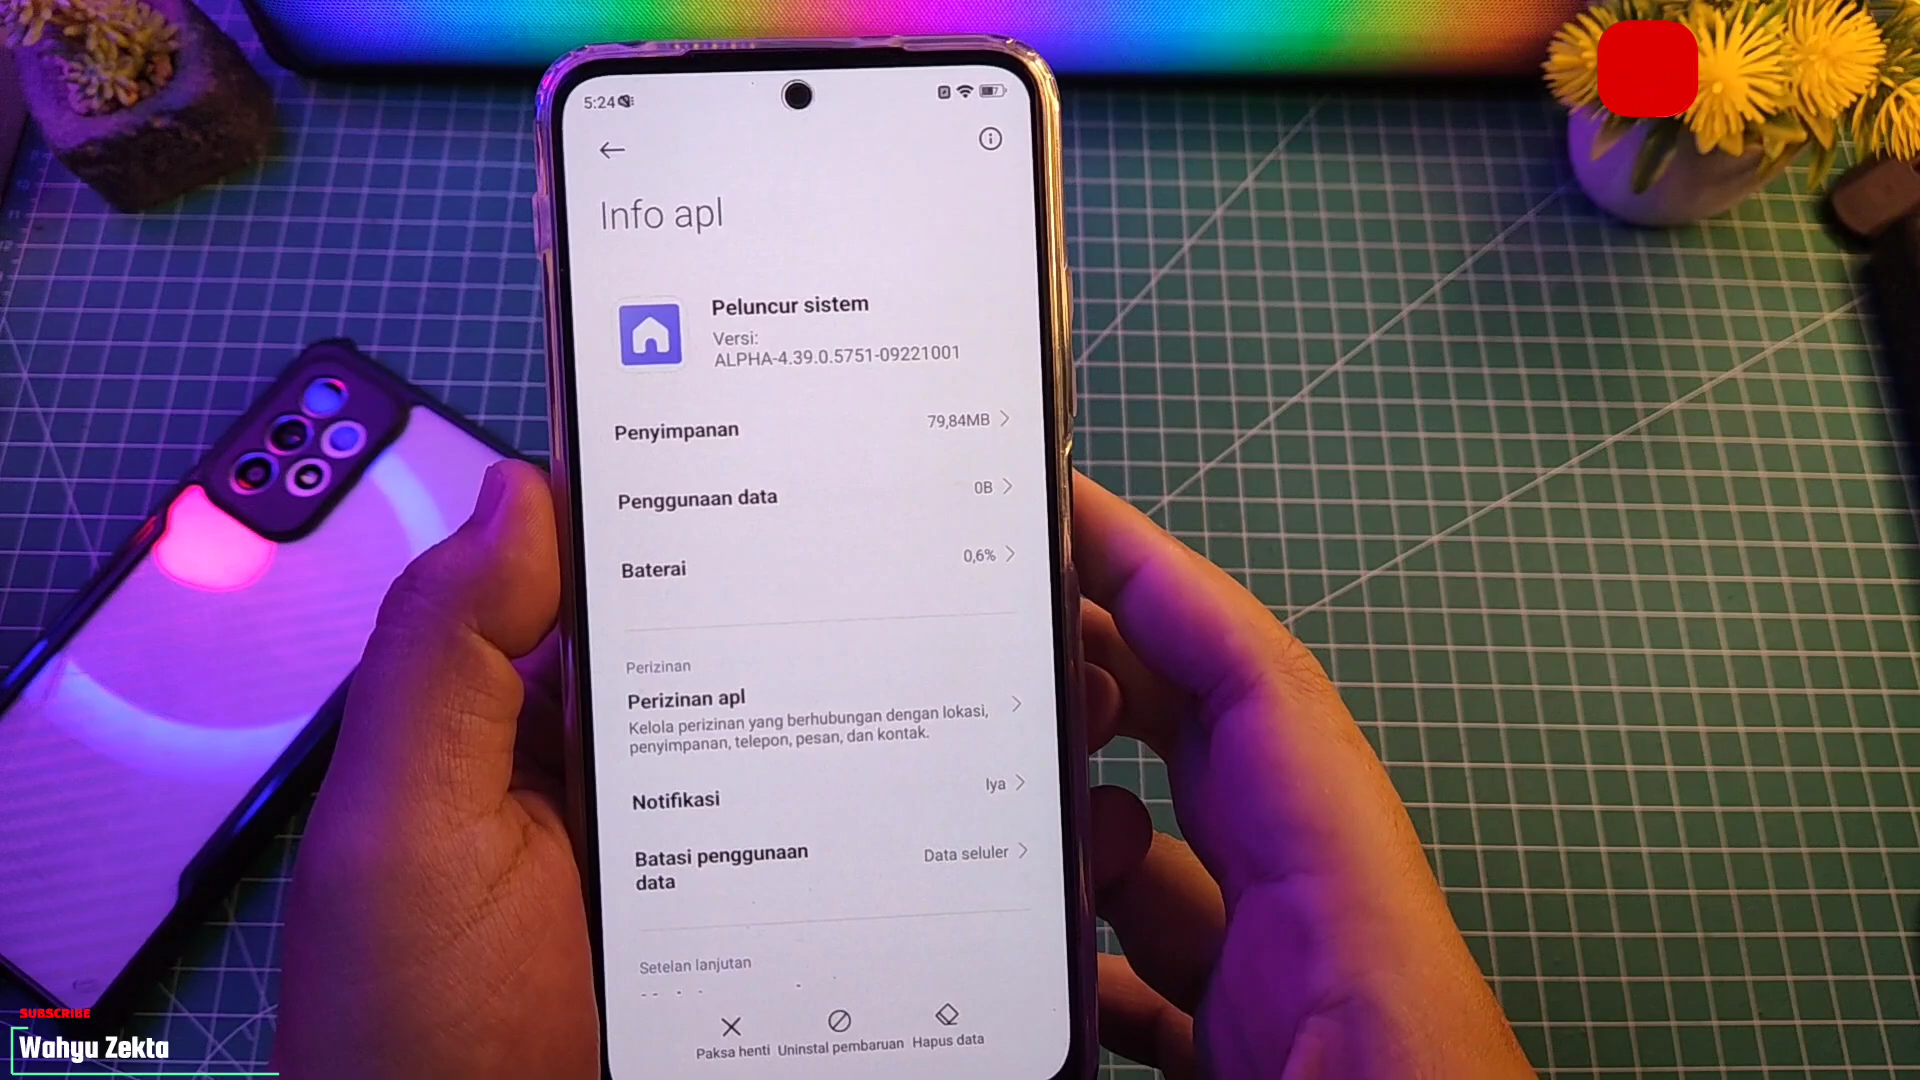 5:24
Info apl
Peluncur sistem
Versi:
ALPHA-4.39.0.5751-09221001
Penyimpanan
79,84MB
Penggunaan data
0B
Baterai
0,6%
Perizinan
Perizinan apl
Kelola perizinan yang berhubungan dengan lokasi,
penyimpanan, telepon, pesan, dan kontak.
Notifikasi
Iya
Batasi penggunaan
data
Data seluler
Setelan lanjutan
Paksa henti
Uninstal pembaruan
Hapus data
SUBSCRIBE
Wahyu Zekta